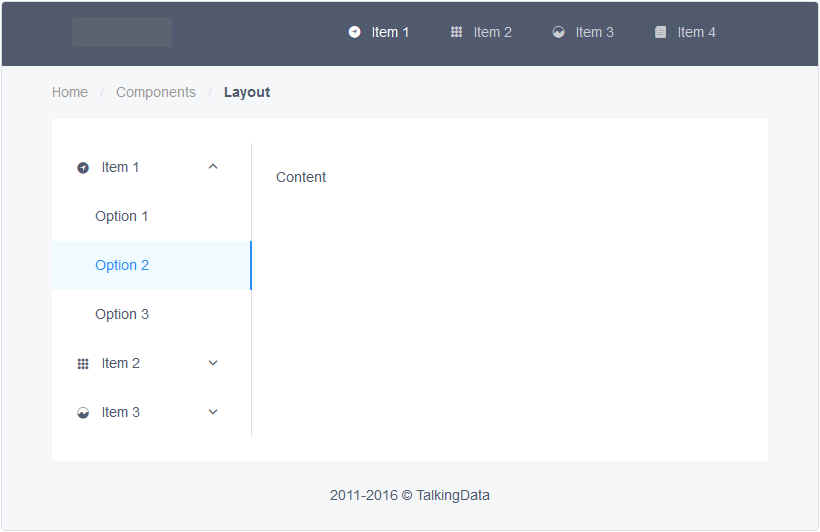 Item 1 Item 2 Item 3 Item 4
Home / Components / Layout
Item 1
Option 1
Option 2
Option 3
Item 2
Item 3
Content
2011-2016 © TalkingData